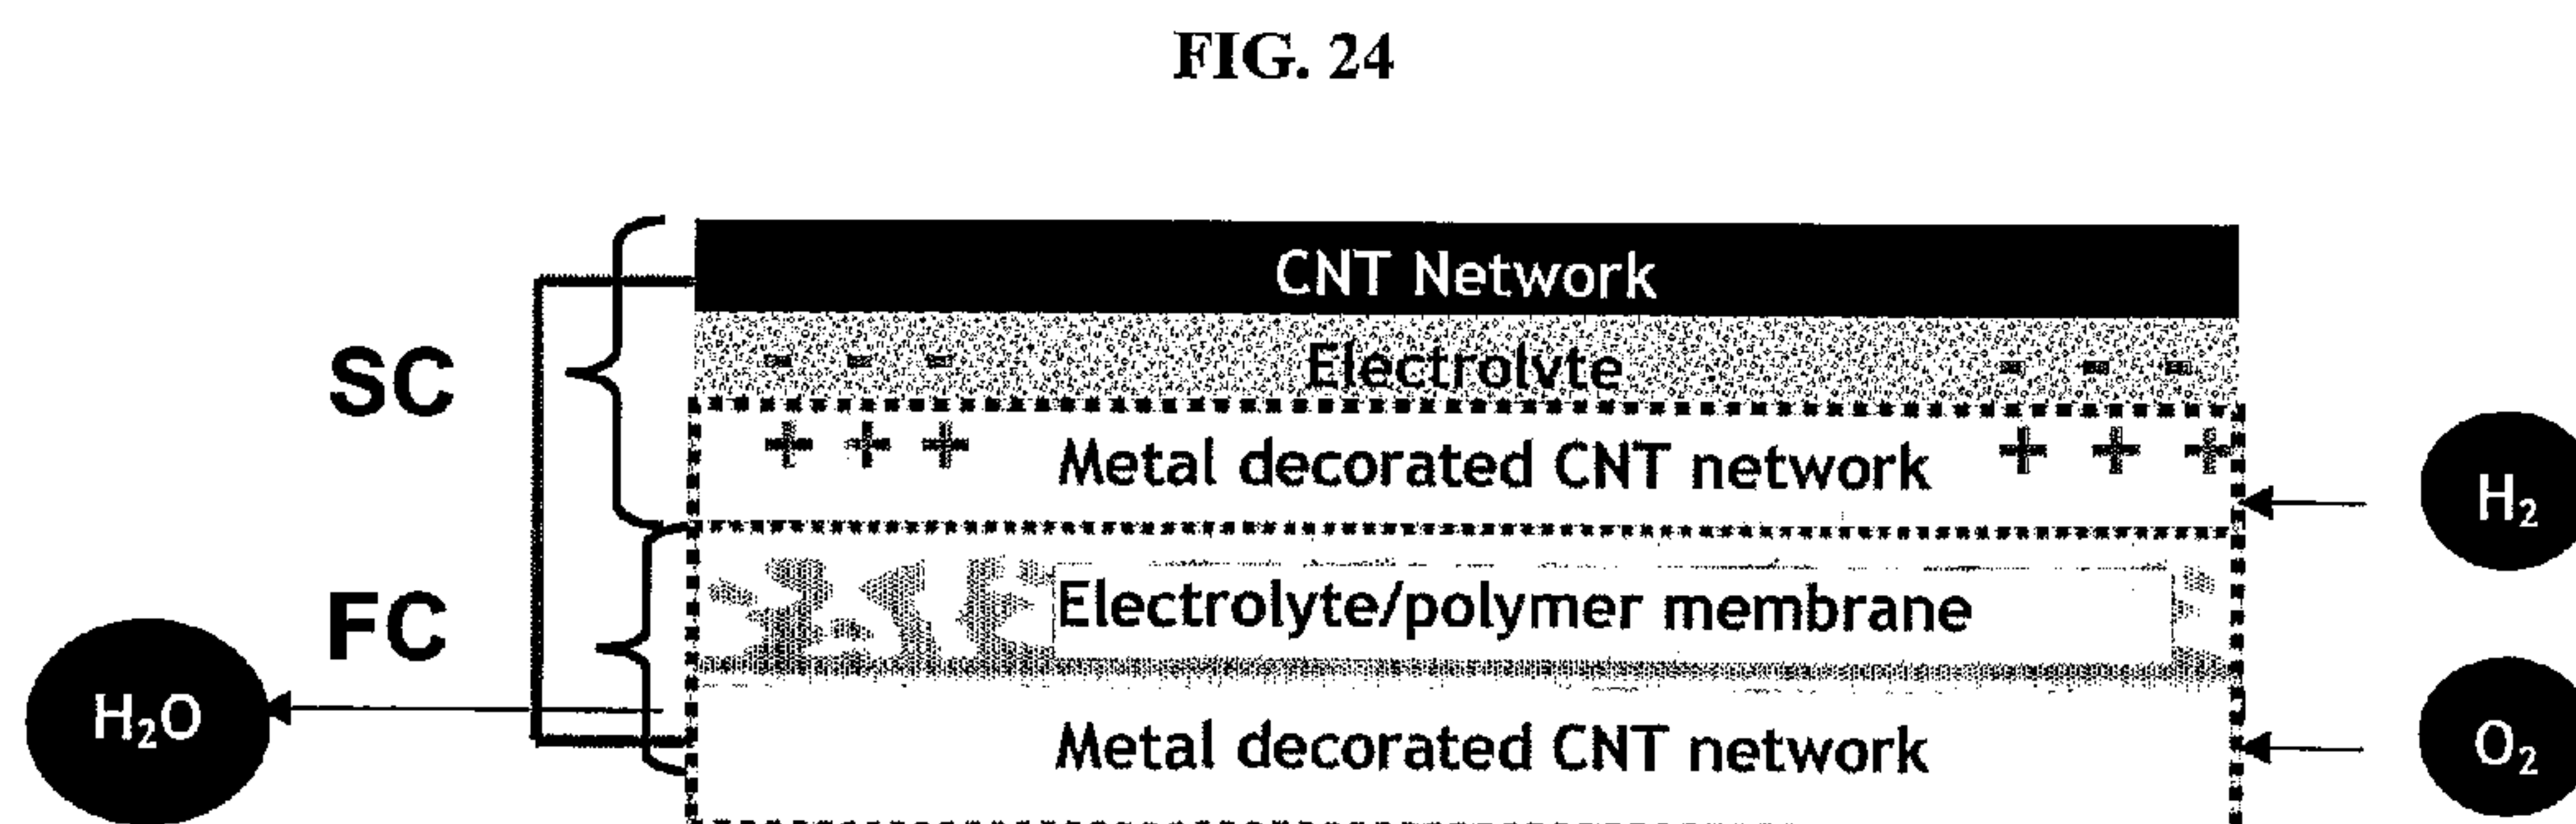 FIG. 24
CNT Network
SC
- - - Electrolyte - - -
+ + + Metal decorated CNT network + + +
H₂
FC
Electrolyte/polymer membrane
H₂O
Metal decorated CNT network
O₂